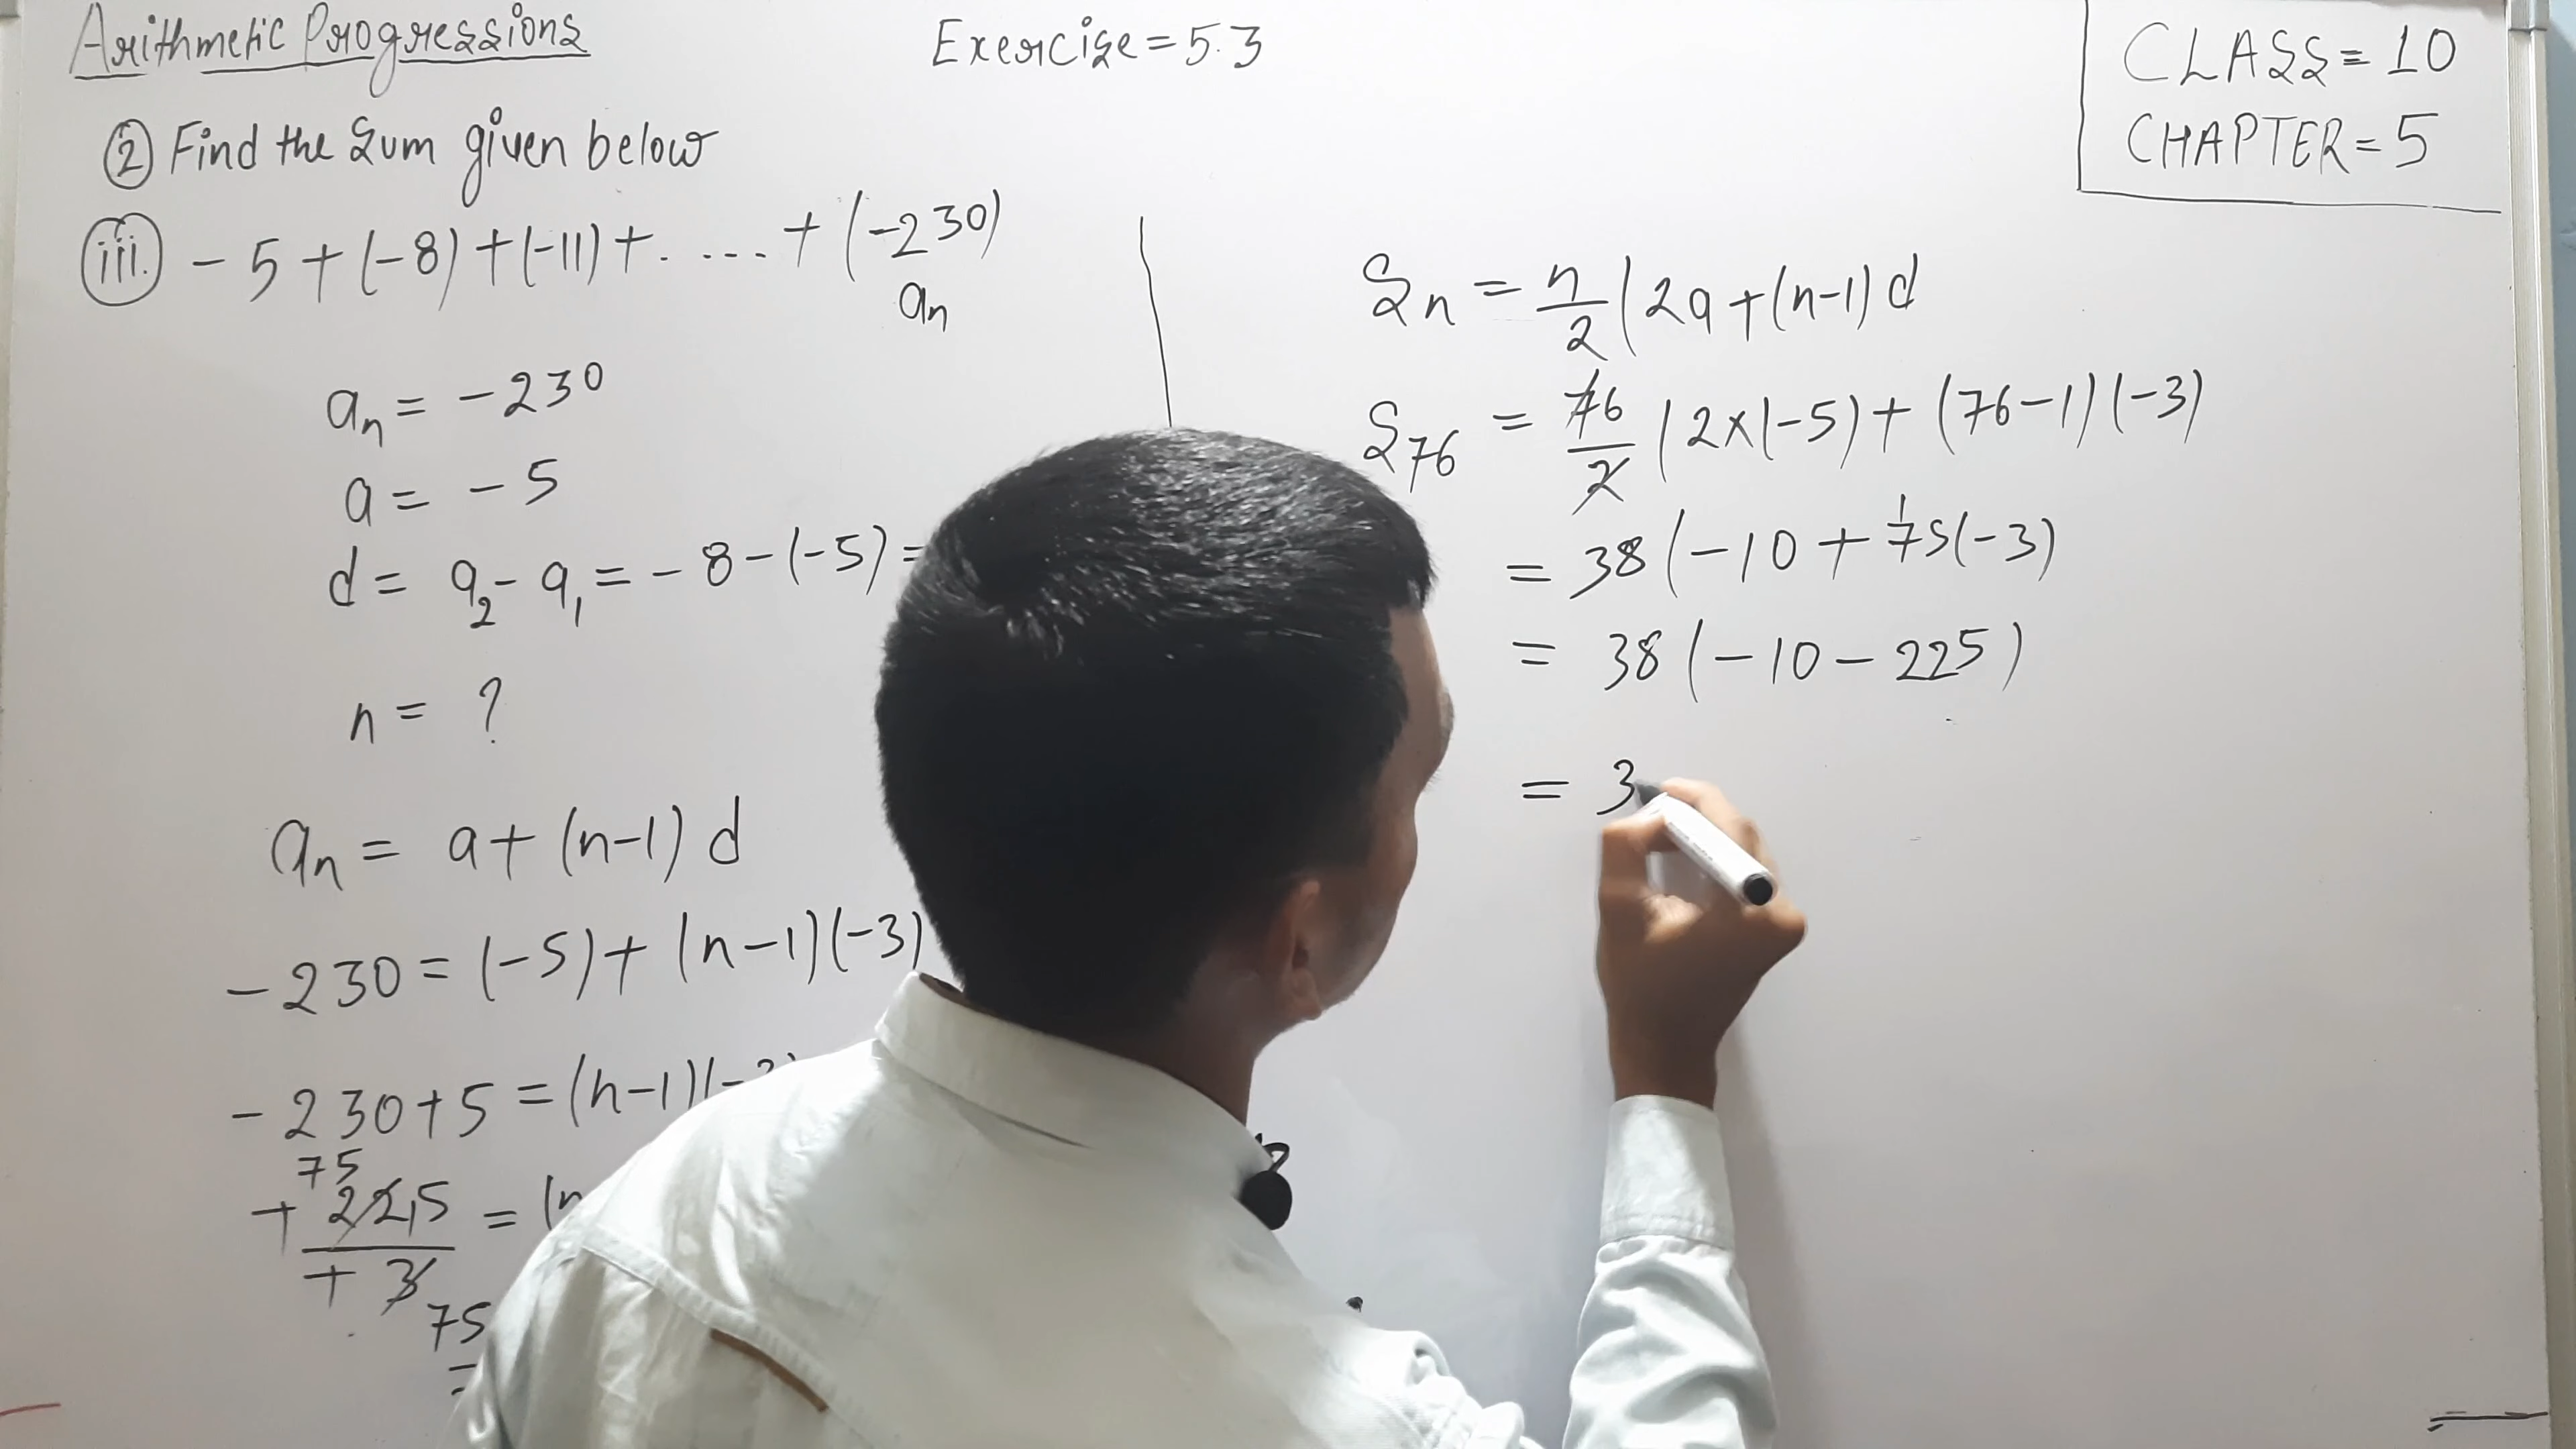 Arithmetic Progressions
Exercise = 5.3
CLASS = 10
CHAPTER = 5
② Find the Sum given below
iii. - 5 + (-8) + (-11) + ..... + (-230)
an
an = - 230
a = - 5
d = a2 - a1 = - 8 - (-5) =
n = ?
an = a + (n-1) d
- 230 = (-5) + (n-1)(-3)
- 230 + 5 = (n-1)(-3)
75
+ 225 =
+ 3
75
Sn = n/2 (2a + (n-1) d
S76 = 76/2 (2×(-5) + (76-1)(-3)
= 38 (-10 + 75(-3)
= 38 (-10 - 225)
= 3